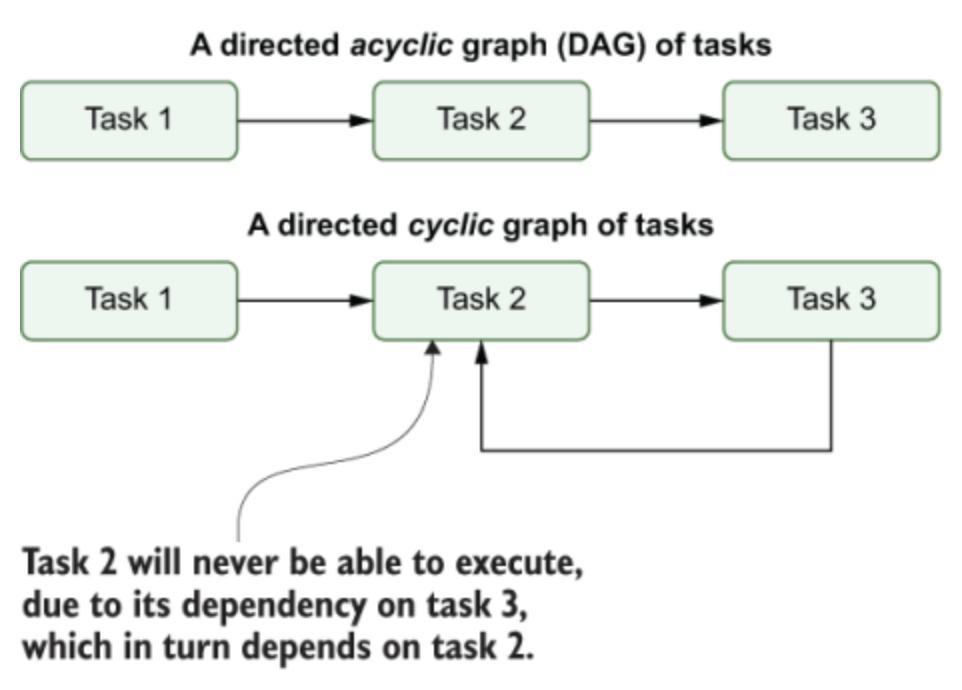 A directed acyclic graph (DAG) of tasks
Task 1
Task 2
Task 3
A directed cyclic graph of tasks
Task 1
Task 2
Task 3
Task 2 will never be able to execute,
due to its dependency on task 3,
which in turn depends on task 2.